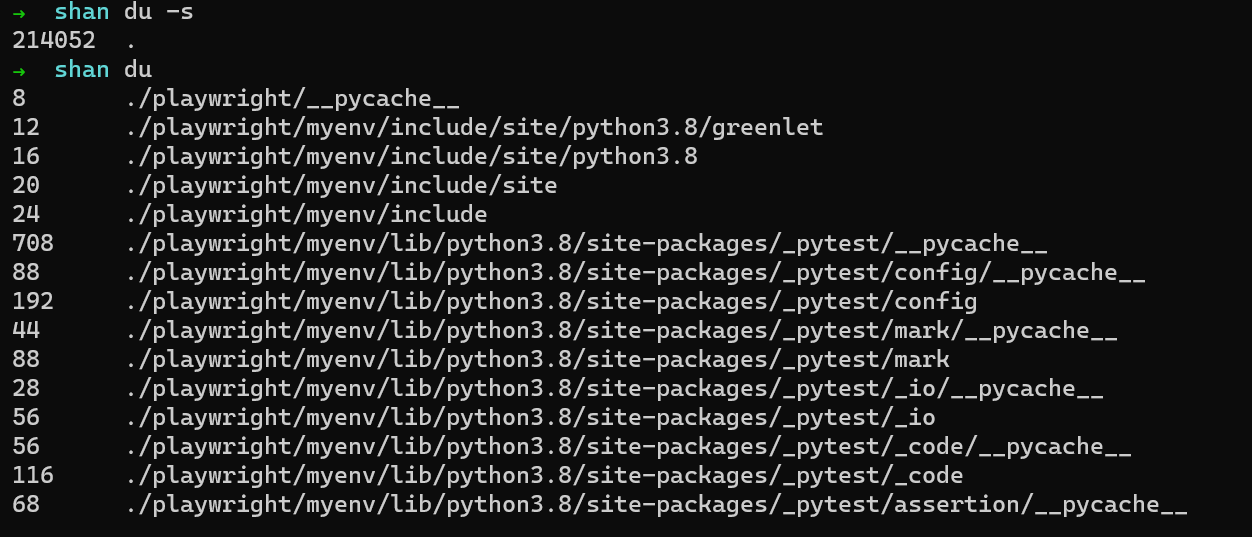 → shan du -s
214052 .
→ shan du
8 ./playwright/__pycache__
12 ./playwright/myenv/include/site/python3.8/greenlet
16 ./playwright/myenv/include/site/python3.8
20 ./playwright/myenv/include/site
24 ./playwright/myenv/include
708 ./playwright/myenv/lib/python3.8/site-packages/_pytest/__pycache__
88 ./playwright/myenv/lib/python3.8/site-packages/_pytest/config/__pycache__
192 ./playwright/myenv/lib/python3.8/site-packages/_pytest/config
44 ./playwright/myenv/lib/python3.8/site-packages/_pytest/mark/__pycache__
88 ./playwright/myenv/lib/python3.8/site-packages/_pytest/mark
28 ./playwright/myenv/lib/python3.8/site-packages/_pytest/_io/__pycache__
56 ./playwright/myenv/lib/python3.8/site-packages/_pytest/_io
56 ./playwright/myenv/lib/python3.8/site-packages/_pytest/_code/__pycache__
116 ./playwright/myenv/lib/python3.8/site-packages/_pytest/_code
68 ./playwright/myenv/lib/python3.8/site-packages/_pytest/assertion/__pycache__